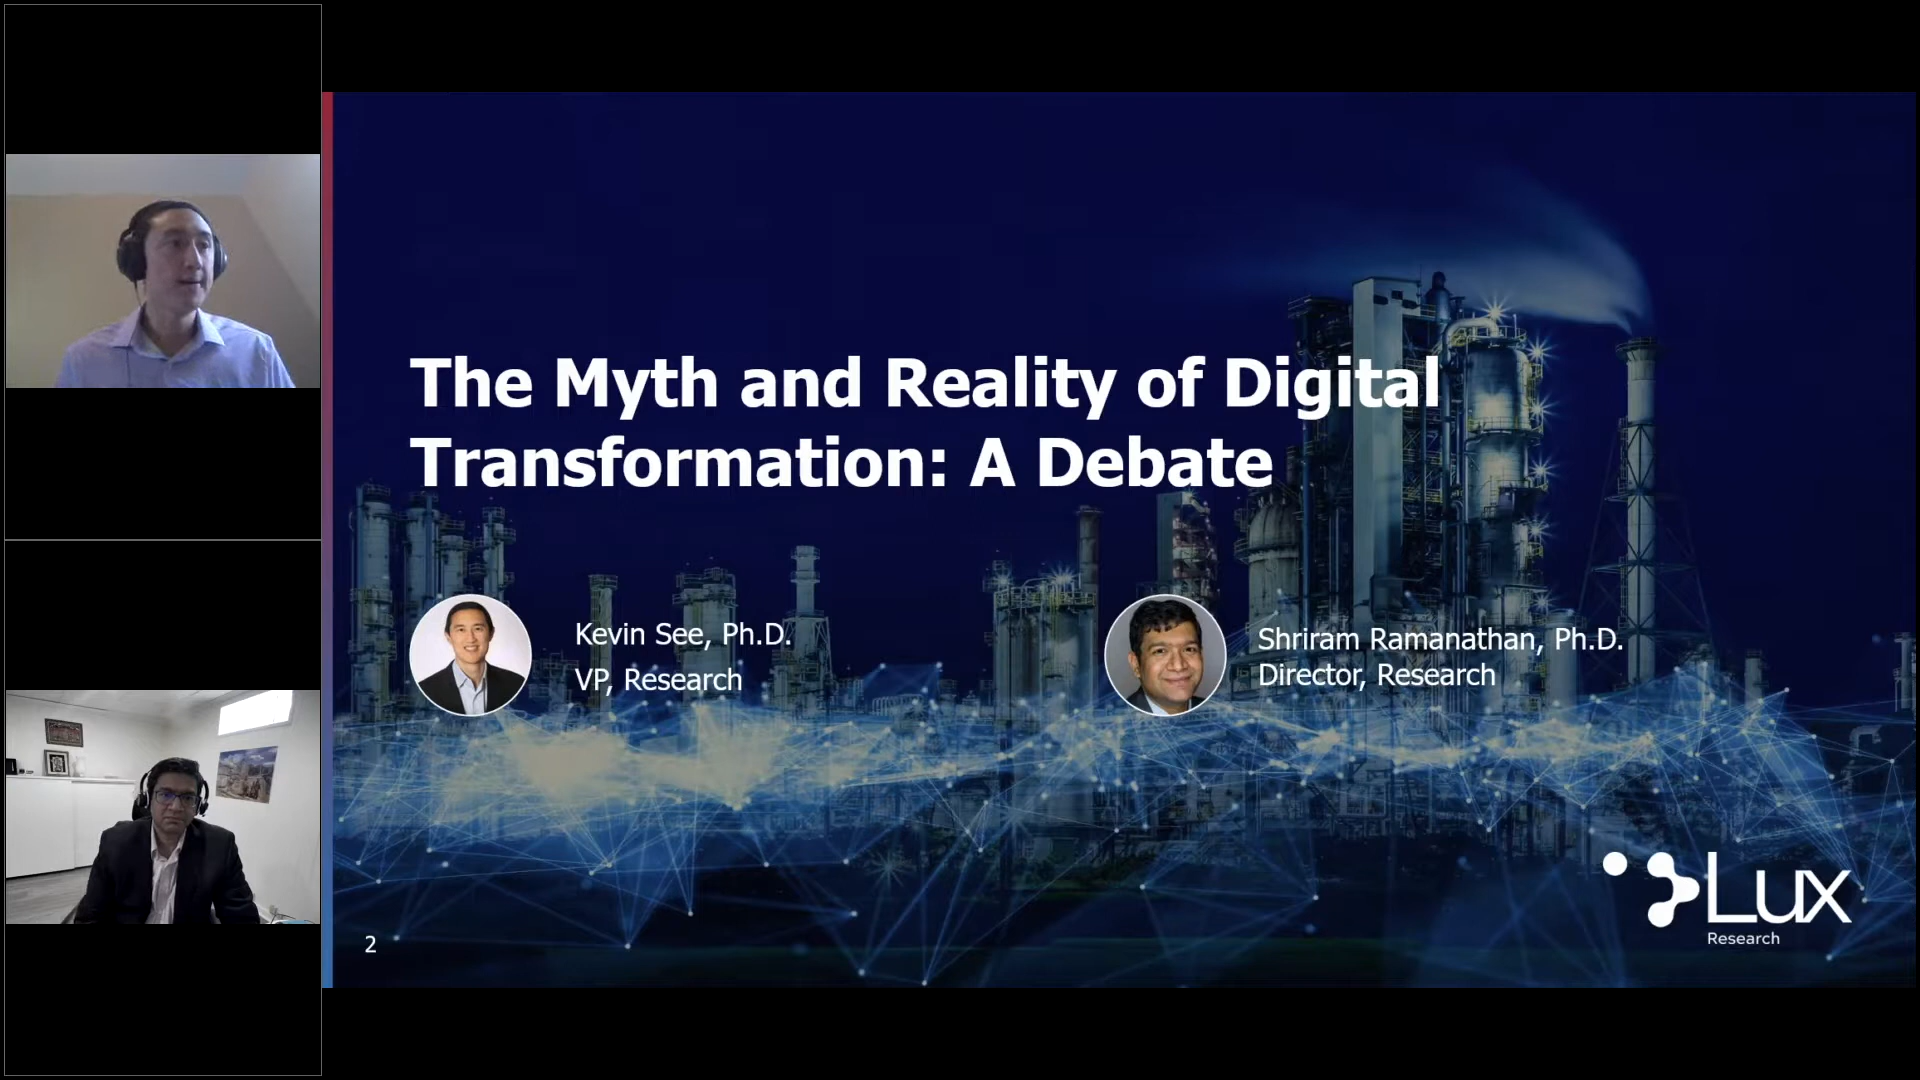 The Myth and Reality of Digital
Transformation: A Debate
Kevin See, Ph.D.
VP, Research
Shriram Ramanathan, Ph.D.
Director, Research
Lux
Research
2